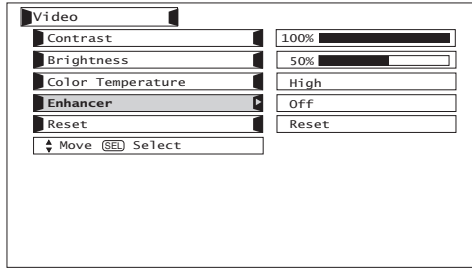 Video
Contrast 100%
Brightness 50%
Color Temperature High
Enhancer Off
Reset Reset
Move SEL Select